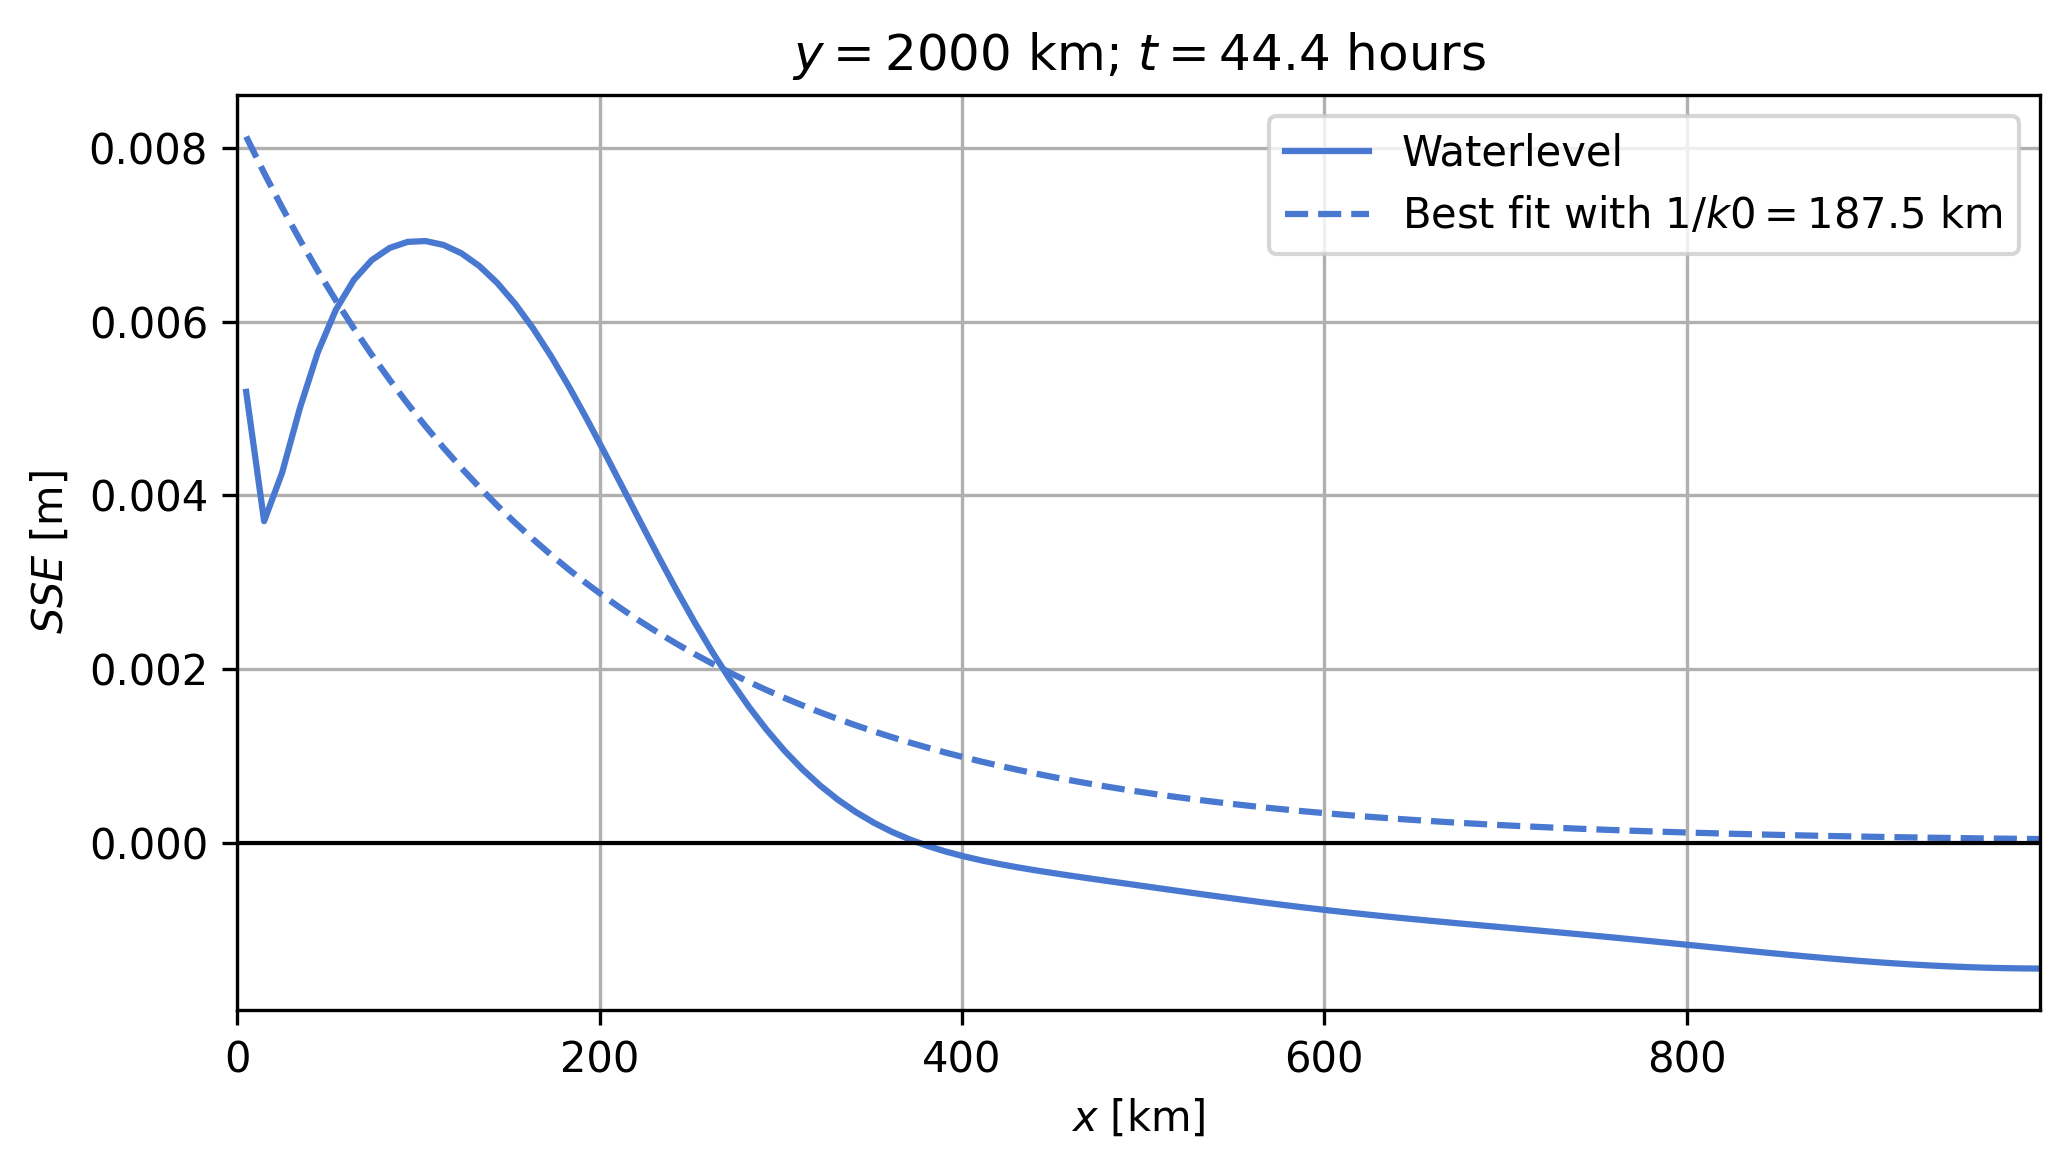 y = 2000 km; t = 44.4 hours
Waterlevel
Best fit with 1/k0 = 187.5 km
0.008
0.006
0.004
0.002
0.000
SSE [m]
0 200 400 600 800
x [km]